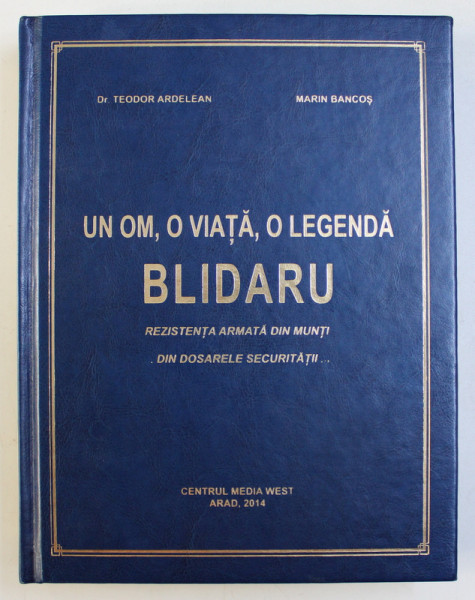 Dr. TEODOR ARDELEAN MARIN BANCOȘ
UN OM, O VIAȚĂ, O LEGENDĂ
BLIDARU
REZISTENȚA ARMATĂ DIN MUNȚI
. DIN DOSARELE SECURITĂȚII ...
CENTRUL MEDIA WEST
ARAD, 2014